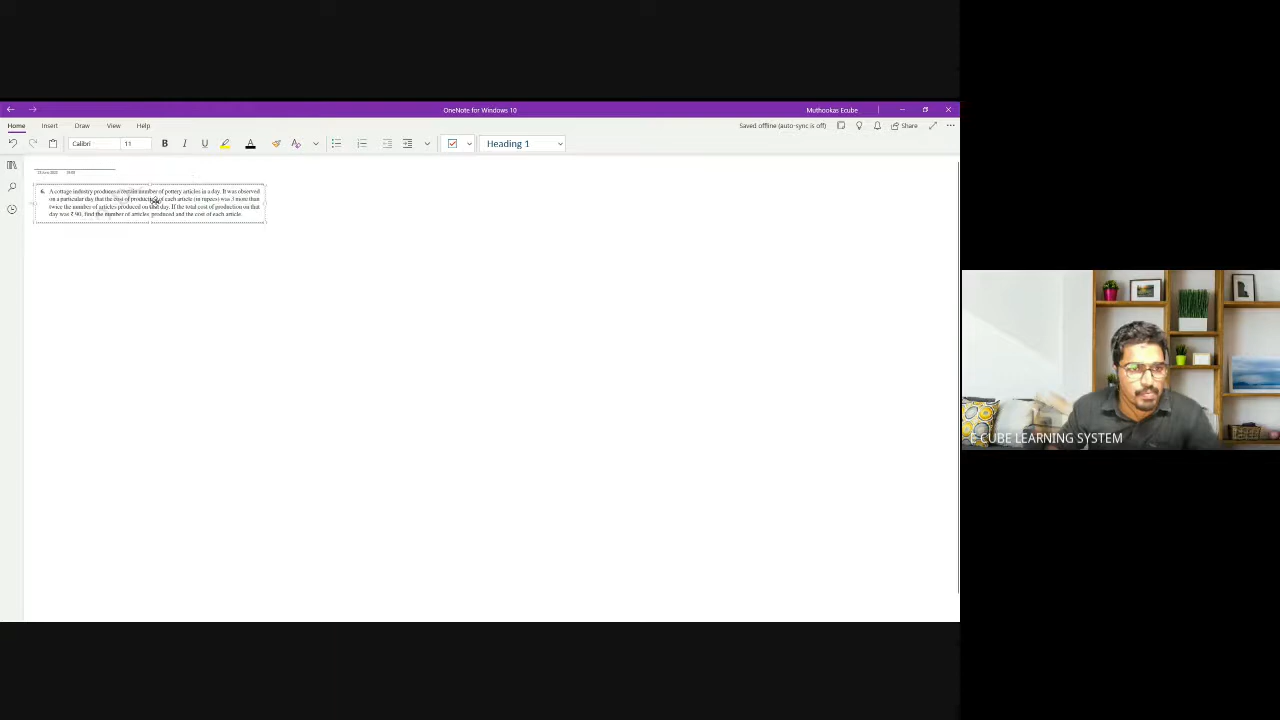 OneNote for Windows 10
Muthookas Ecube
Home Insert Draw View Help
Saved offline (auto-sync is off)
Share
Calibri 11 B I U A Heading 1
6. A cottage industry produces a certain number of pottery articles in a day. It was observed
on a particular day that the cost of production of each article (in rupees) was 3 more than
twice the number of articles produced on that day. If the total cost of production on that
day was ₹ 90, find the number of articles produced and the cost of each article.
E CUBE LEARNING SYSTEM